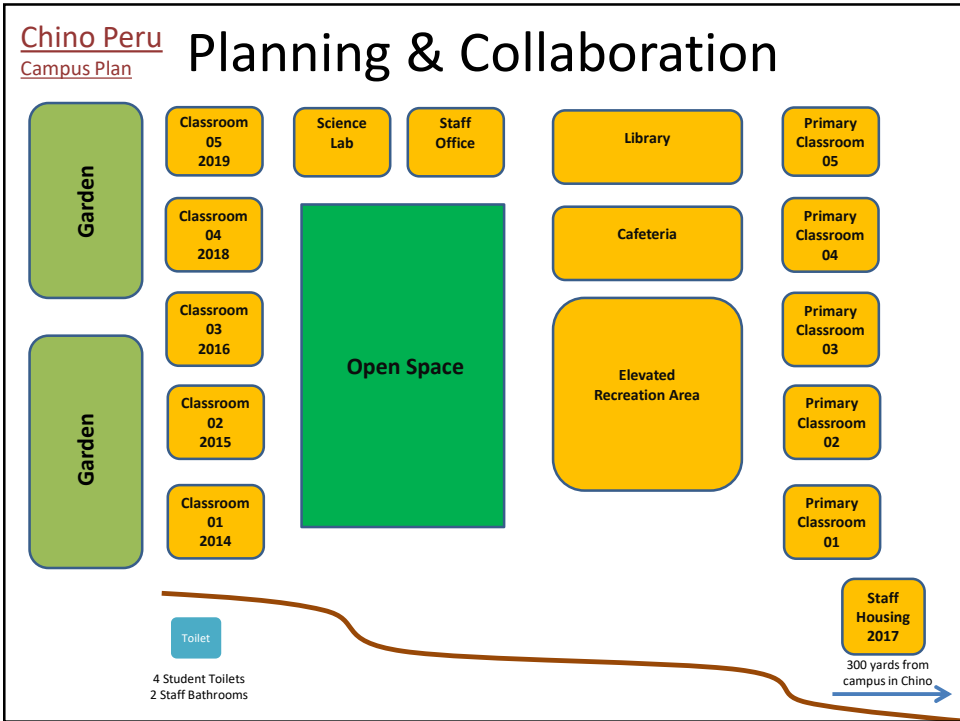 Chino Peru
Campus Plan
Planning & Collaboration
Garden
Garden
Classroom
05
2019
Classroom
04
2018
Classroom
03
2016
Classroom
02
2015
Classroom
01
2014
Science
Lab
Staff
Office
Open Space
Library
Cafeteria
Elevated
Recreation Area
Primary
Classroom
05
Primary
Classroom
04
Primary
Classroom
03
Primary
Classroom
02
Primary
Classroom
01
Toilet
4 Student Toilets
2 Staff Bathrooms
Staff
Housing
2017
300 yards from
campus in Chino